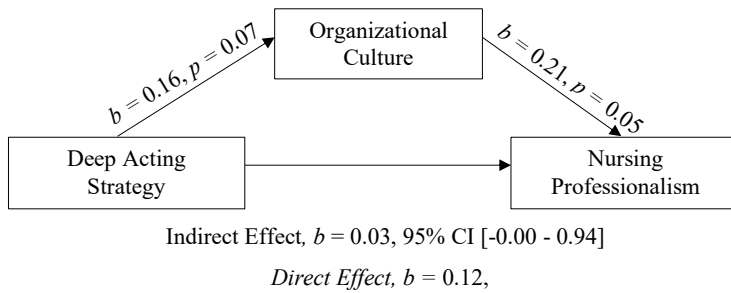 Organizational
Culture
b = 0.16, p = 0.07
b = 0.21, p = 0.05
Deep Acting
Strategy
Nursing
Professionalism
Indirect Effect, b = 0.03, 95% CI [-0.00 - 0.94]
Direct Effect, b = 0.12,